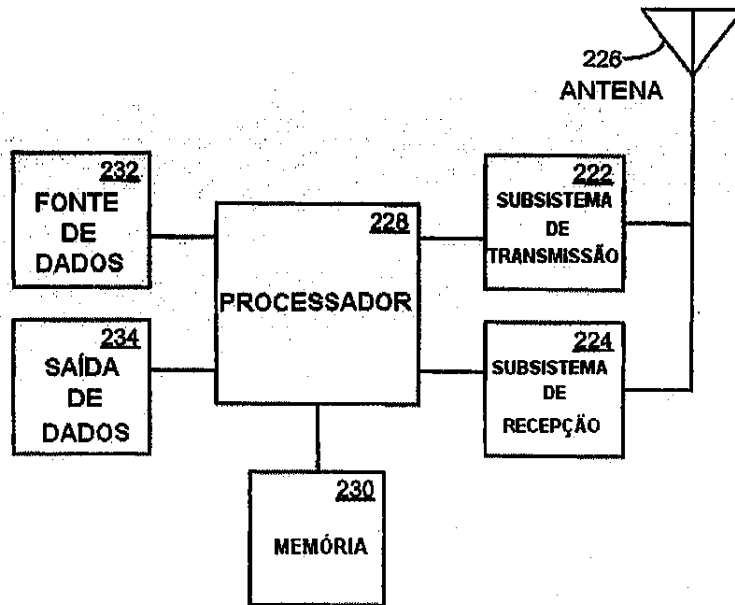 226
ANTENA
232
FONTE
DE
DADOS
228
PROCESSADOR
222
SUBSISTEMA
DE
TRANSMISSÃO
234
SAÍDA
DE
DADOS
224
SUBSISTEMA
DE
RECEPÇÃO
230
MEMÓRIA